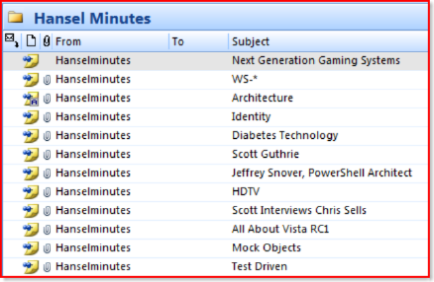 Hansel Minutes
From To Subject
Hanselminutes Next Generation Gaming Systems
Hanselminutes WS-*
Hanselminutes Architecture
Hanselminutes Identity
Hanselminutes Diabetes Technology
Hanselminutes Scott Guthrie
Hanselminutes Jeffrey Snover, PowerShell Architect
Hanselminutes HDTV
Hanselminutes Scott Interviews Chris Sells
Hanselminutes All About Vista RC1
Hanselminutes Mock Objects
Hanselminutes Test Driven